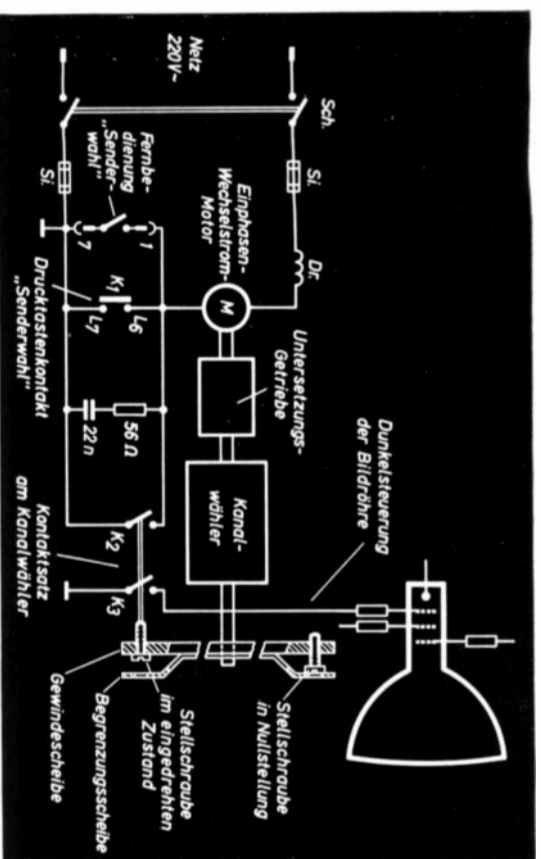 Netz
220V~
Sch.
Si.
Si.
Fernbe-
dienung
„Sender-
wahl"
7
1
Einphasen-
Wechselstrom-
Motor
Dr.
M
K1
L7
L6
Drucktastenkontakt
„Senderwahl"
Untersetzungs-
Getriebe
56 Ω
22n
Kanal-
wähler
Dunkelsteuerung
der Bildröhre
K2
K3
Kontaktsatz
am Kanalwähler
Stellschraube
in Nullstellung
Stellschraube
im eingedrehten
Zustand
Begrenzungsscheibe
Gewindescheibe